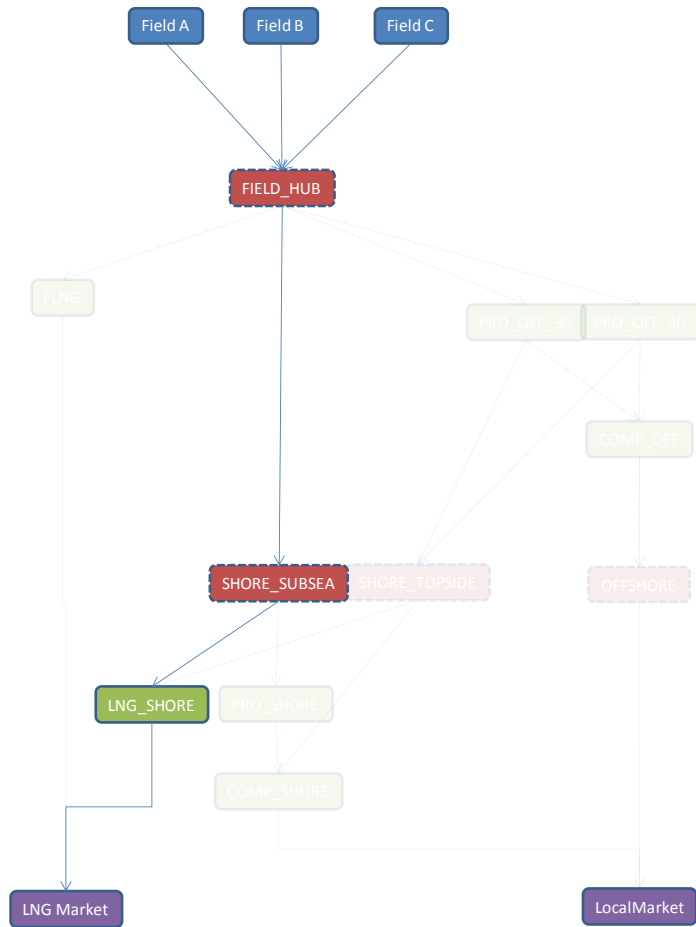 Field A
Field B
Field C
FIELD_HUB
FLNG
PRO_OFF_30
PRO_OFF_40
COMP_OFF
SHORE_SUBSEA
SHORE_TOPSIDE
OFFSHORE
LNG_SHORE
PRO_SHORE
COMP_SHORE
LNG Market
LocalMarket